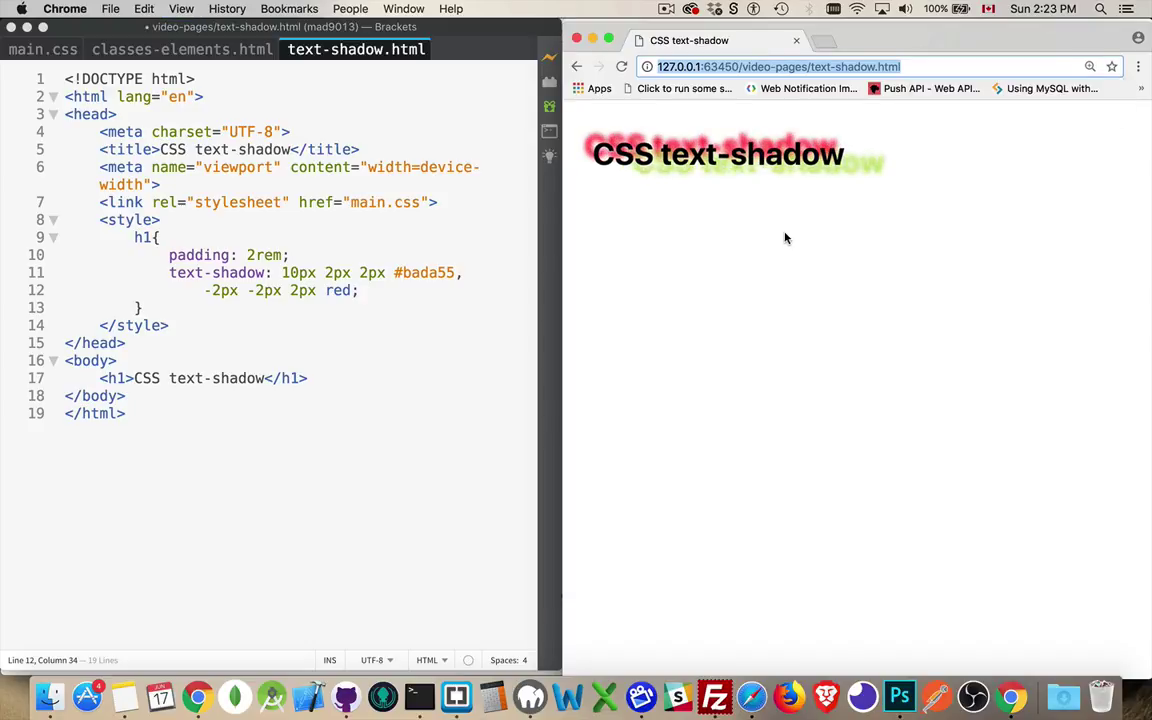 Chrome File Edit View History Bookmarks People Window Help 100% Sun 2:23 PM
• video-pages/text-shadow.html (mad9013) — Brackets
main.css classes-elements.html text-shadow.html
1 <!DOCTYPE html>
2 <html lang="en">
3 <head>
4 <meta charset="UTF-8">
5 <title>CSS text-shadow</title>
6 <meta name="viewport" content="width=device-
width">
7 <link rel="stylesheet" href="main.css">
8 <style>
9 h1{
10 padding: 2rem;
11 text-shadow: 10px 2px 2px #bada55,
12 -2px -2px 2px red;
13 }
14 </style>
15 </head>
16 <body>
17 <h1>CSS text-shadow</h1>
18 </body>
19 </html>
Line 12, Column 34 — 19 Lines INS UTF-8 HTML Spaces: 4
CSS text-shadow
127.0.0.1:63450/video-pages/text-shadow.html
Apps Click to run some s... Web Notification Im... Push API - Web API... Using MySQL with... »
CSS text-shadow
4 JUN 17 Fz Ps